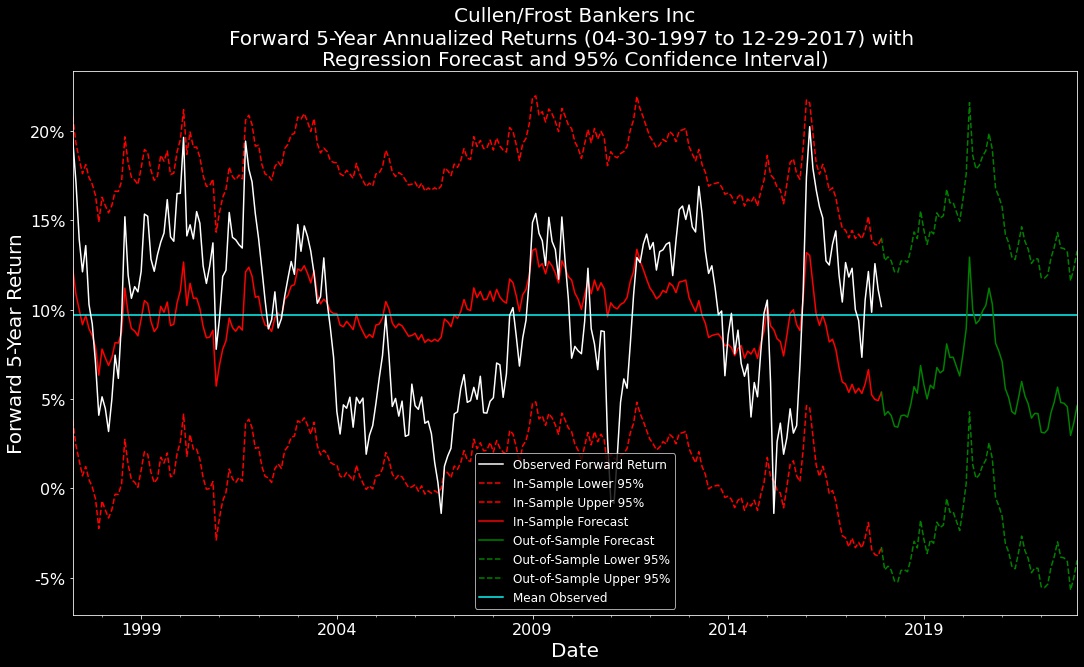 Cullen/Frost Bankers Inc
Forward 5-Year Annualized Returns (04-30-1997 to 12-29-2017) with
Regression Forecast and 95% Confidence Interval)
Forward 5-Year Return
20%
15%
10%
5%
0%
-5%
Observed Forward Return
In-Sample Lower 95%
In-Sample Upper 95%
In-Sample Forecast
Out-of-Sample Forecast
Out-of-Sample Lower 95%
Out-of-Sample Upper 95%
Mean Observed
1999
2004
2009
2014
2019
Date